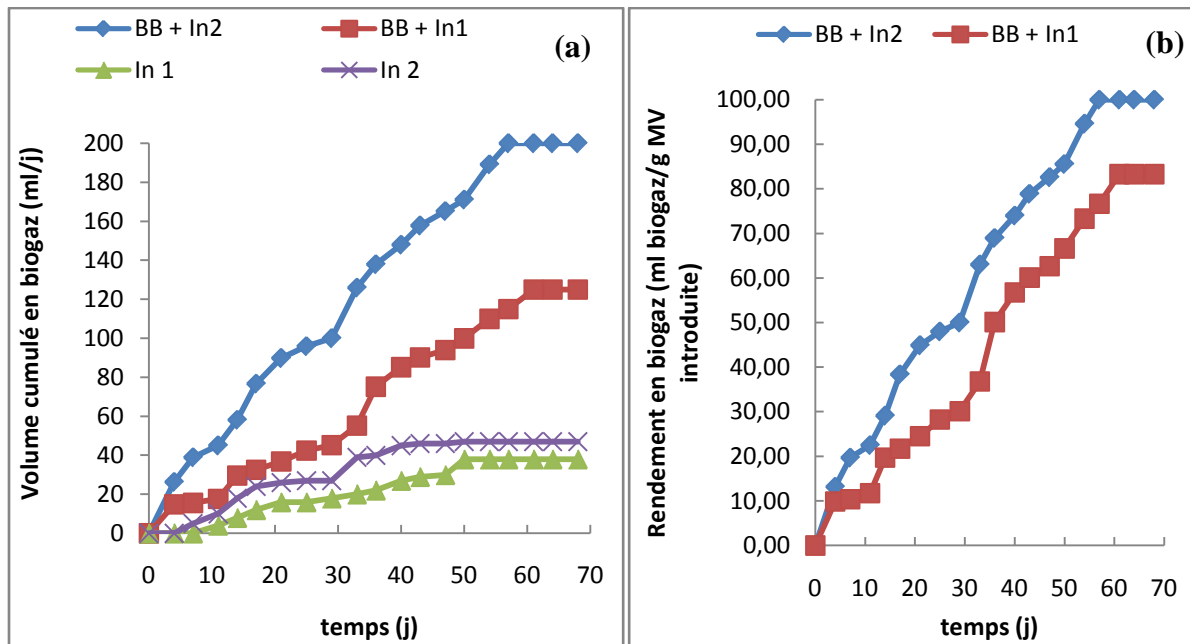 BB + In2
BB + In1
(a)
In 1
In 2
Volume cumulé en biogaz (ml/j)
200
180
160
140
120
100
80
60
40
20
0
0 10 20 30 40 50 60 70
temps (j)
BB + In2
BB + In1
(b)
Rendement en biogaz (ml biogaz/g MV
introduite)
100,00
90,00
80,00
70,00
60,00
50,00
40,00
30,00
20,00
10,00
0,00
0 10 20 30 40 50 60 70
temps (j)